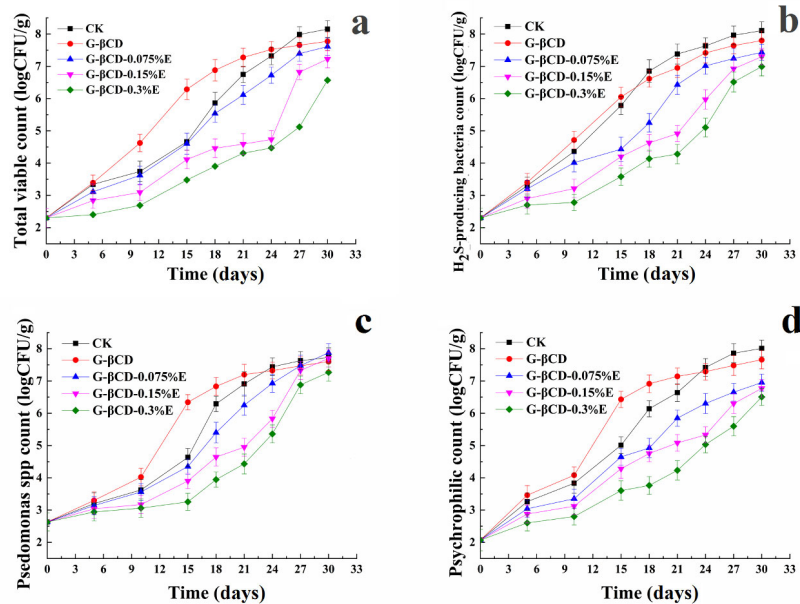 a
CK
G-βCD
G-βCD-0.075%E
G-βCD-0.15%E
G-βCD-0.3%E
Total viable count (logCFU/g)
8
7
6
5
4
3
2
0 3 6 9 12 15 18 21 24 27 30 33
Time (days)
b
CK
G-βCD
G-βCD-0.075%E
G-βCD-0.15%E
G-βCD-0.3%E
H2S-producing bacteria count (logCFU/g)
8
7
6
5
4
3
2
0 3 6 9 12 15 18 21 24 27 30 33
Time (days)
c
CK
G-βCD
G-βCD-0.075%E
G-βCD-0.15%E
G-βCD-0.3%E
Psedomonas spp count (logCFU/g)
8
7
6
5
4
3
2
0 3 6 9 12 15 18 21 24 27 30 33
Time (days)
d
CK
G-βCD
G-βCD-0.075%E
G-βCD-0.15%E
G-βCD-0.3%E
Psychrophilic count (logCFU/g)
8
7
6
5
4
3
2
0 3 6 9 12 15 18 21 24 27 30 33
Time (days)